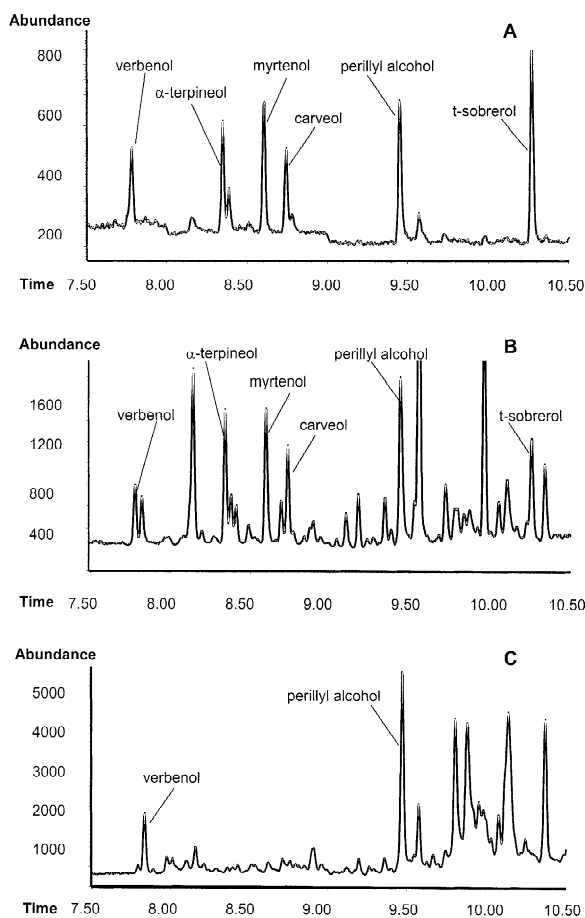 Abundance
A
800
verbenol
myrtenol
perillyl alcohol
α-terpineol
600
carveol
t-sobrerol
400
200
Time 7.50 8.00 8.50 9.00 9.50 10.00 10.50
Abundance
B
α-terpineol
perillyl alcohol
myrtenol
1600
verbenol
carveol
t-sobrerol
1200
800
400
Time 7.50 8.00 8.50 9.00 9.50 10.00 10.50
Abundance
C
5000
perillyl alcohol
4000
3000
verbenol
2000
1000
Time 7.50 8.00 8.50 9.00 9.50 10.00 10.50